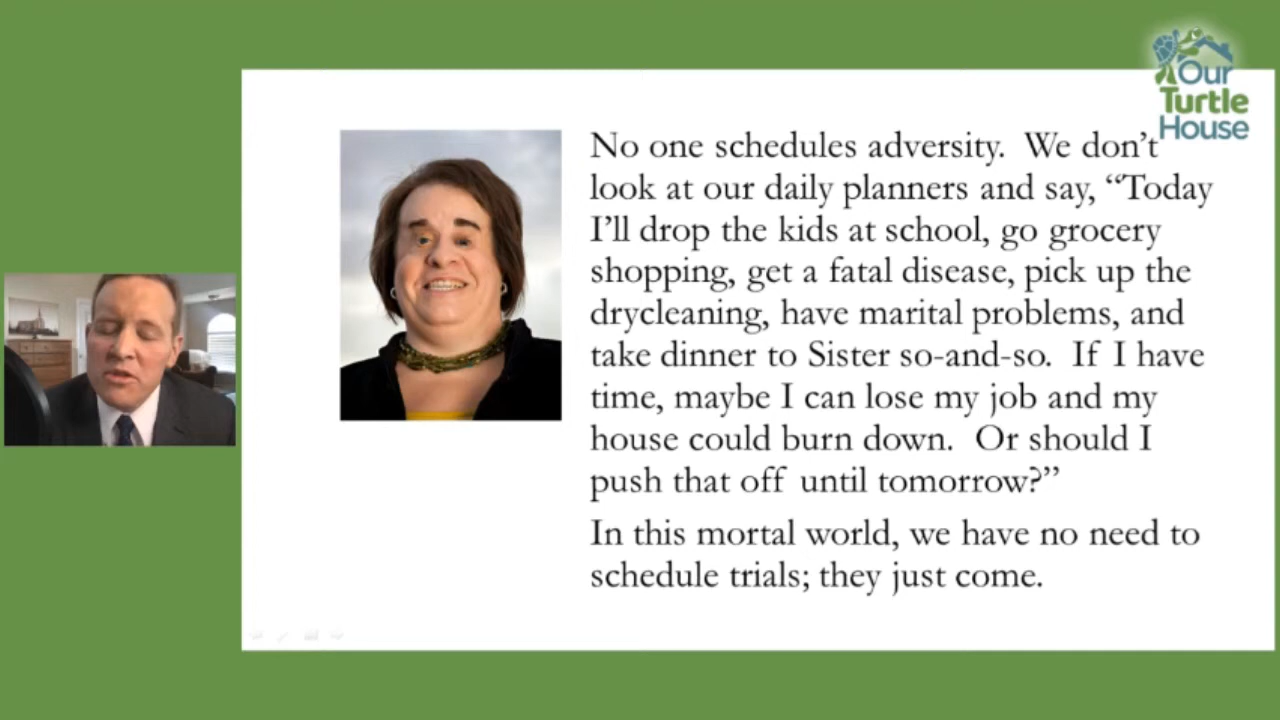 Our
Turtle
House
No one schedules adversity. We don't
look at our daily planners and say, “Today
I'll drop the kids at school, go grocery
shopping, get a fatal disease, pick up the
drycleaning, have marital problems, and
take dinner to Sister so-and-so. If I have
time, maybe I can lose my job and my
house could burn down. Or should I
push that off until tomorrow?”
In this mortal world, we have no need to
schedule trials; they just come.